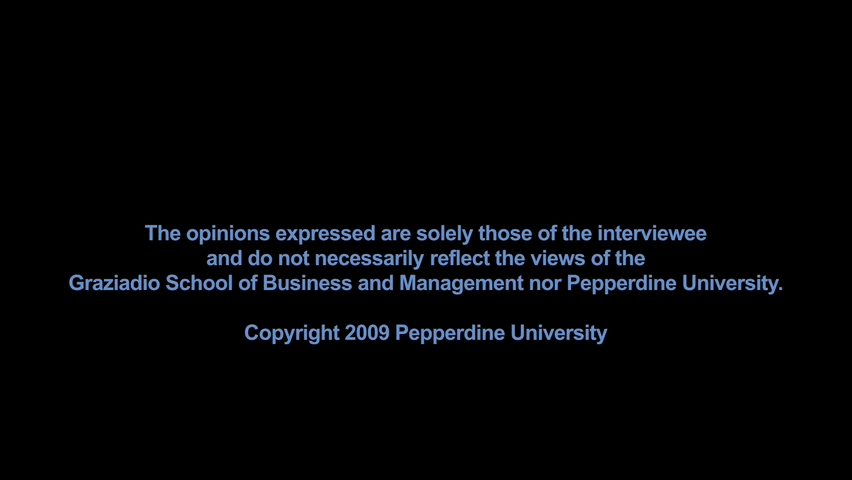 The opinions expressed are solely those of the interviewee
and do not necessarily reflect the views of the
Graziadio School of Business and Management nor Pepperdine University.
Copyright 2009 Pepperdine University